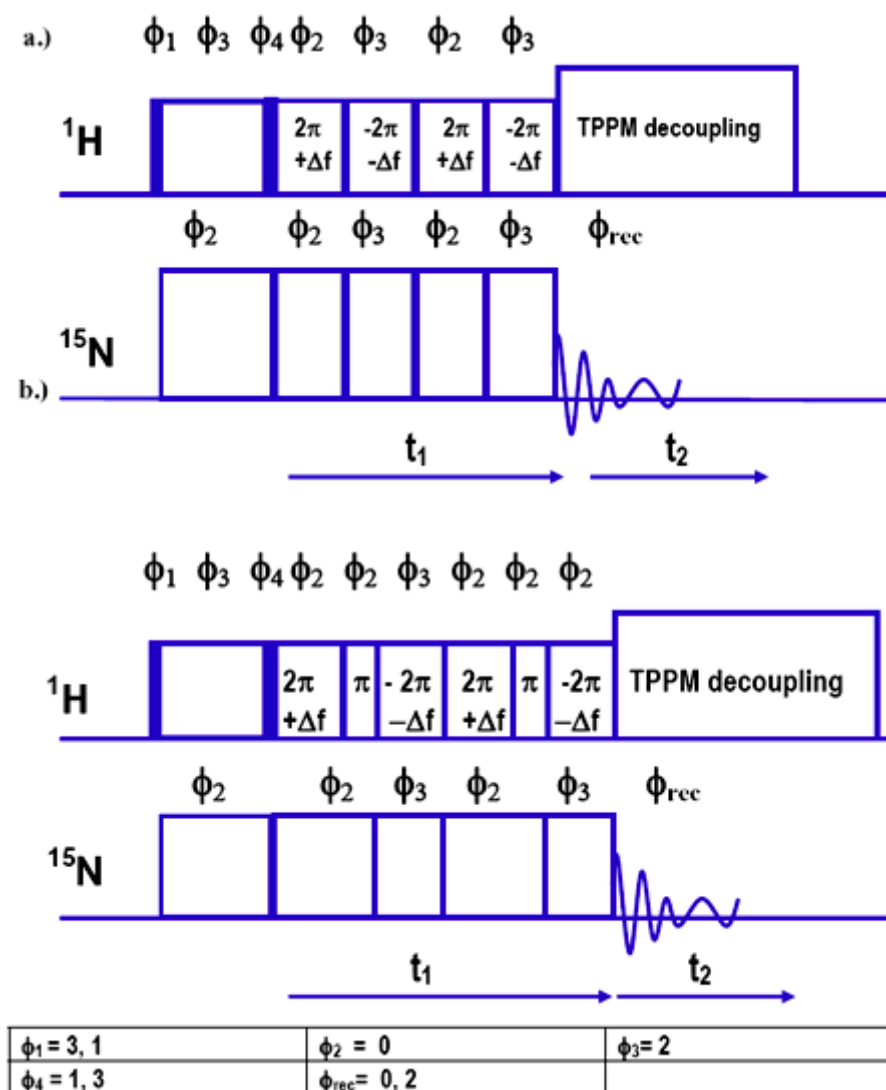 a.) ϕ1 ϕ3 ϕ4 ϕ2 ϕ3 ϕ2 ϕ3
1H 2π +Δf -2π -Δf 2π +Δf -2π -Δf TPPM decoupling
ϕ2 ϕ2 ϕ3 ϕ2 ϕ3 ϕrec
15N
b.)
t1 t2
ϕ1 ϕ3 ϕ4 ϕ2 ϕ2 ϕ3 ϕ2 ϕ2 ϕ2
1H 2π +Δf π - 2π –Δf 2π +Δf π -2π –Δf TPPM decoupling
ϕ2 ϕ2 ϕ3 ϕ2 ϕ3 ϕrec
15N
t1 t2
ϕ1 = 3, 1 ϕ2 = 0 ϕ3= 2
ϕ4 = 1, 3 ϕrec= 0, 2